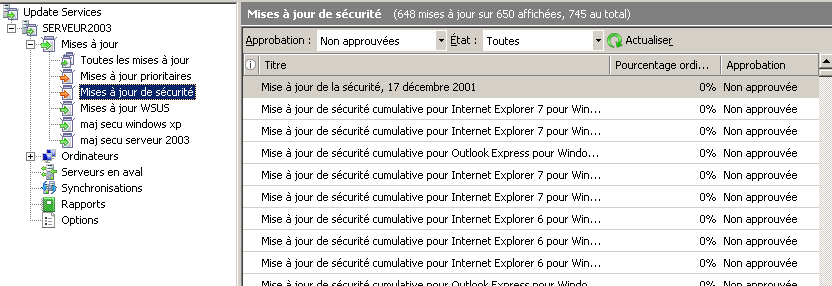 Update Services
SERVEUR2003
Mises à jour
Toutes les mises à jour
Mises à jour prioritaires
Mises à jour de sécurité
Mises à jour WSUS
maj secu windows xp
maj secu serveur 2003
Ordinateurs
Serveurs en aval
Synchronisations
Rapports
Options
Mises à jour de sécurité (648 mises à jour sur 650 affichées, 745 au total)
Approbation : Non approuvées État : Toutes Actualiser
Titre Pourcentage ordi... Approbation
Mise à jour de la sécurité, 17 décembre 2001 0% Non approuvée
Mise à jour de sécurité cumulative pour Internet Explorer 7 pour Win... 0% Non approuvée
Mise à jour de sécurité cumulative pour Internet Explorer 7 pour Win... 0% Non approuvée
Mise à jour de sécurité cumulative pour Outlook Express pour Windo... 0% Non approuvée
Mise à jour de sécurité cumulative pour Internet Explorer 7 pour Win... 0% Non approuvée
Mise à jour de sécurité cumulative pour Internet Explorer 7 pour Win... 0% Non approuvée
Mise à jour de sécurité cumulative pour Internet Explorer 6 pour Win... 0% Non approuvée
Mise à jour de sécurité cumulative pour Internet Explorer 6 pour Win... 0% Non approuvée
Mise à jour de sécurité cumulative pour Internet Explorer 6 pour Win... 0% Non approuvée
Mise à jour de sécurité cumulative pour Outlook Express pour Windo... 0% Non approuvée